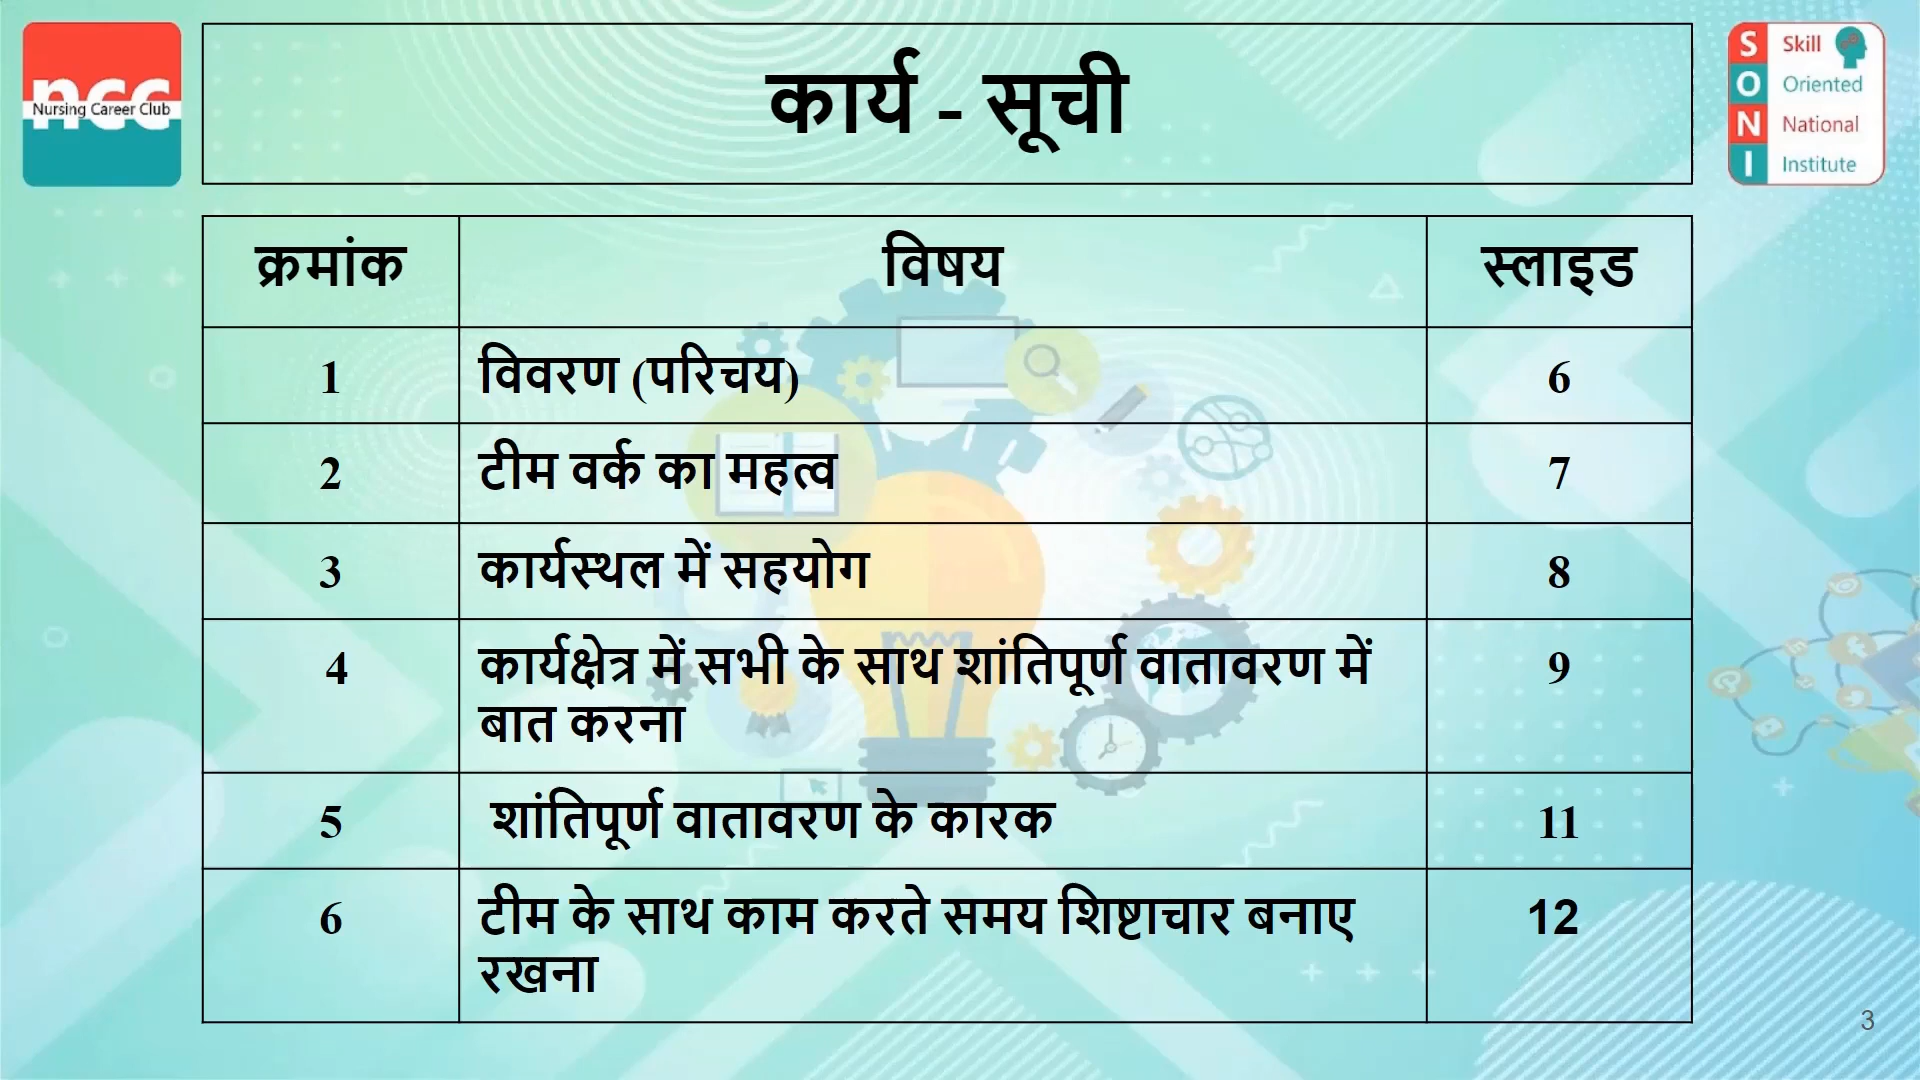 ncc
Nursing Career Club
कार्य - सूची
S Skill
O Oriented
N National
I Institute
क्रमांक विषय स्लाइड
1 विवरण (परिचय) 6
2 टीम वर्क का महत्व 7
3 कार्यस्थल में सहयोग 8
4 कार्यक्षेत्र में सभी के साथ शांतिपूर्ण वातावरण में 9
बात करना
5 शांतिपूर्ण वातावरण के कारक 11
6 टीम के साथ काम करते समय शिष्टाचार बनाए 12
रखना
3